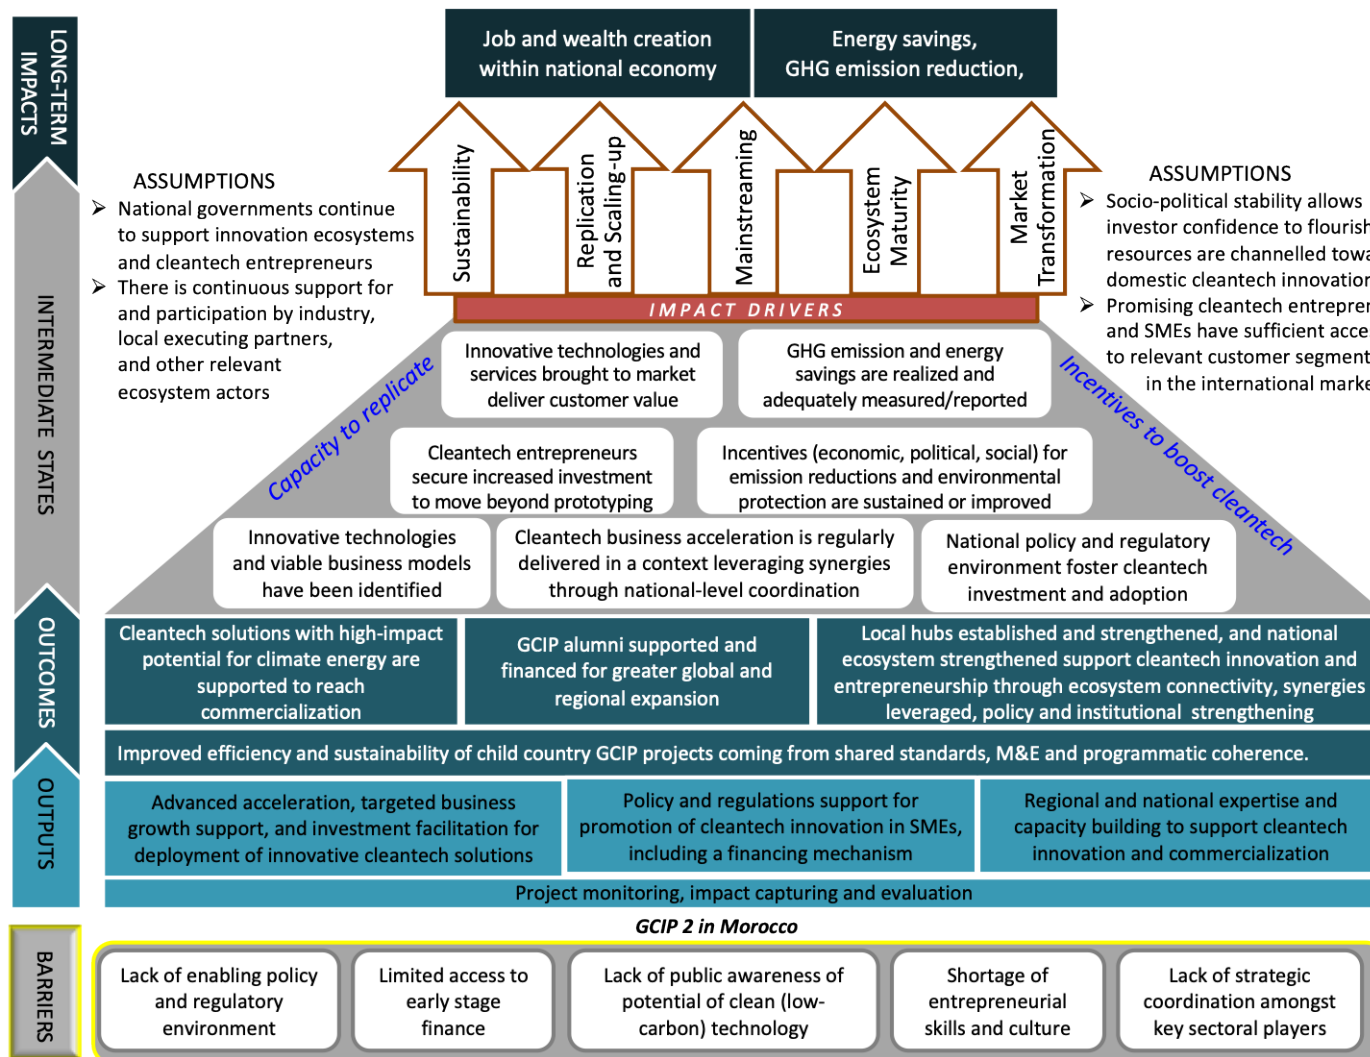 LONG-TERM
IMPACTS
Job and wealth creation
within national economy
Energy savings,
GHG emission reduction,
Sustainability
Replication
and Scaling-up
Mainstreaming
Ecosystem
Maturity
Market
Transformation
ASSUMPTIONS
➢ National governments continue
to support innovation ecosystems
and cleantech entrepreneurs
➢ There is continuous support for
and participation by industry,
local executing partners,
and other relevant
ecosystem actors
ASSUMPTIONS
➢ Socio-political stability allows
investor confidence to flourish
resources are channelled towa
domestic cleantech innovation
➢ Promising cleantech entrepren
and SMEs have sufficient acce
to relevant customer segment
in the international marke
INTERMEDIATE STATES
IMPACT DRIVERS
Capacity to replicate
Incentives to boost cleantech
Innovative technologies and
services brought to market
deliver customer value
GHG emission and energy
savings are realized and
adequately measured/reported
Cleantech entrepreneurs
secure increased investment
to move beyond prototyping
Incentives (economic, political, social) for
emission reductions and environmental
protection are sustained or improved
Innovative technologies
and viable business models
have been identified
Cleantech business acceleration is regularly
delivered in a context leveraging synergies
through national-level coordination
National policy and regulatory
environment foster cleantech
investment and adoption
OUTCOMES
Cleantech solutions with high-impact
potential for climate energy are
supported to reach
commercialization
GCIP alumni supported and
financed for greater global and
regional expansion
Local hubs established and strengthened, and national
ecosystem strengthened support cleantech innovation and
entrepreneurship through ecosystem connectivity, synergies
leveraged, policy and institutional strengthening
Improved efficiency and sustainability of child country GCIP projects coming from shared standards, M&E and programmatic coherence.
OUTPUTS
Advanced acceleration, targeted business
growth support, and investment facilitation for
deployment of innovative cleantech solutions
Policy and regulations support for
promotion of cleantech innovation in SMEs,
including a financing mechanism
Regional and national expertise and
capacity building to support cleantech
innovation and commercialization
Project monitoring, impact capturing and evaluation
GCIP 2 in Morocco
BARRIERS
Lack of enabling policy
and regulatory
environment
Limited access to
early stage
finance
Lack of public awareness of
potential of clean (low-
carbon) technology
Shortage of
entrepreneurial
skills and culture
Lack of strategic
coordination amongst
key sectoral players